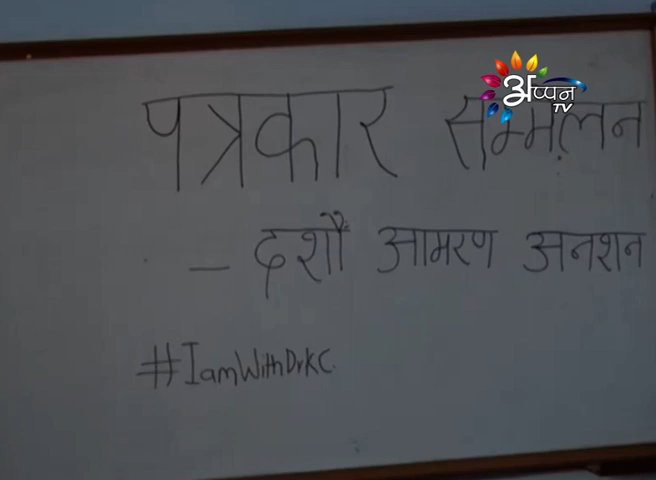 अप्पन
TV
पत्रकार सम्मेलन
– दशौं आमरण अनशन
#IamWithDrKC.